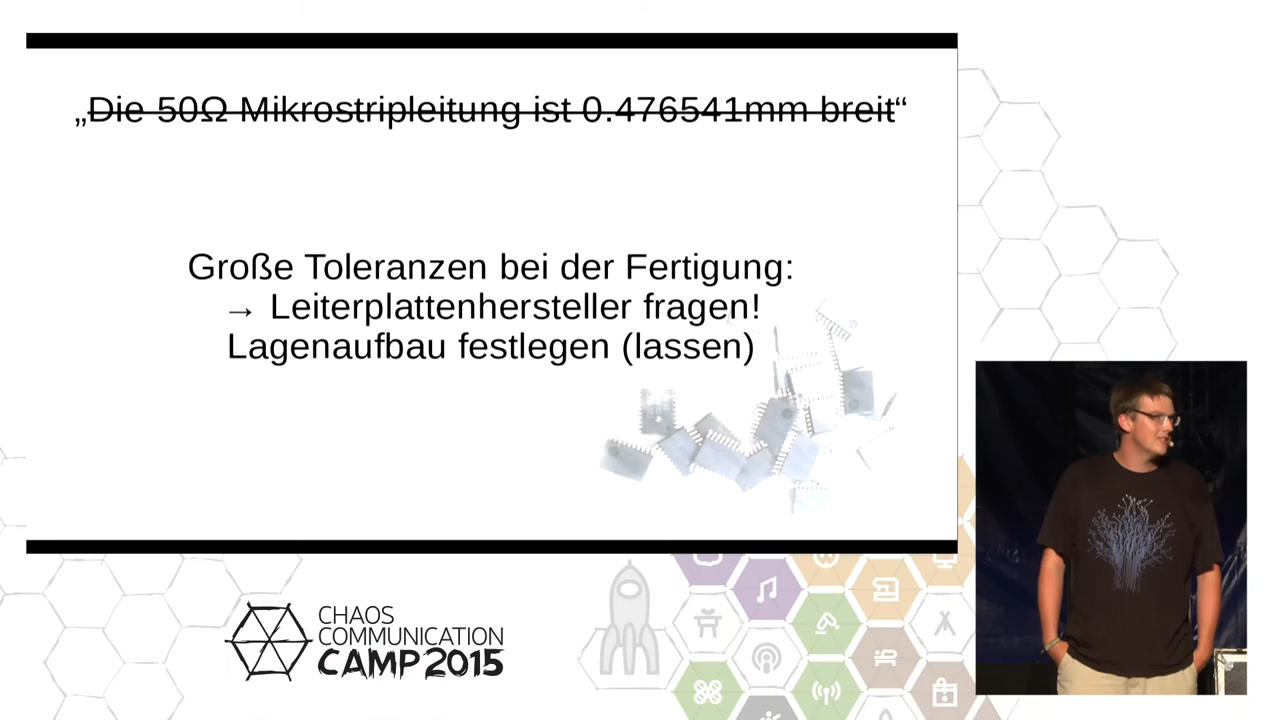 „Die 50Ω Mikrostripleitung ist 0.476541mm breit“
Große Toleranzen bei der Fertigung:
→ Leiterplattenhersteller fragen!
Lagenaufbau festlegen (lassen)
CHAOS
COMMUNICATION
CAMP 2015